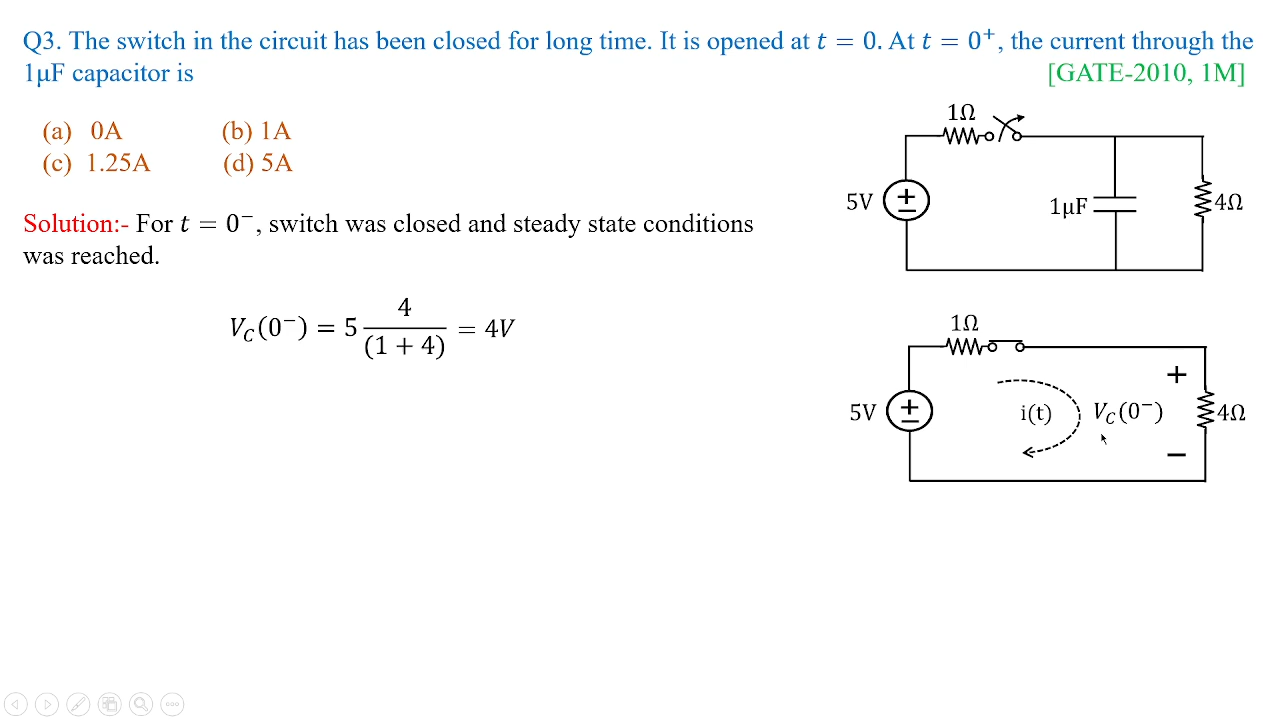 Q3. The switch in the circuit has been closed for long time. It is opened at t = 0. At t = 0⁺, the current through the
1μF capacitor is [GATE-2010, 1M]
(a) 0A (b) 1A
(c) 1.25A (d) 5A
1Ω
5V
1μF
4Ω
Solution:- For t = 0⁻, switch was closed and steady state conditions
was reached.
V_C(0⁻) = 5 4/(1 + 4) = 4V
1Ω
5V
i(t)
+
V_C(0⁻)
−
4Ω